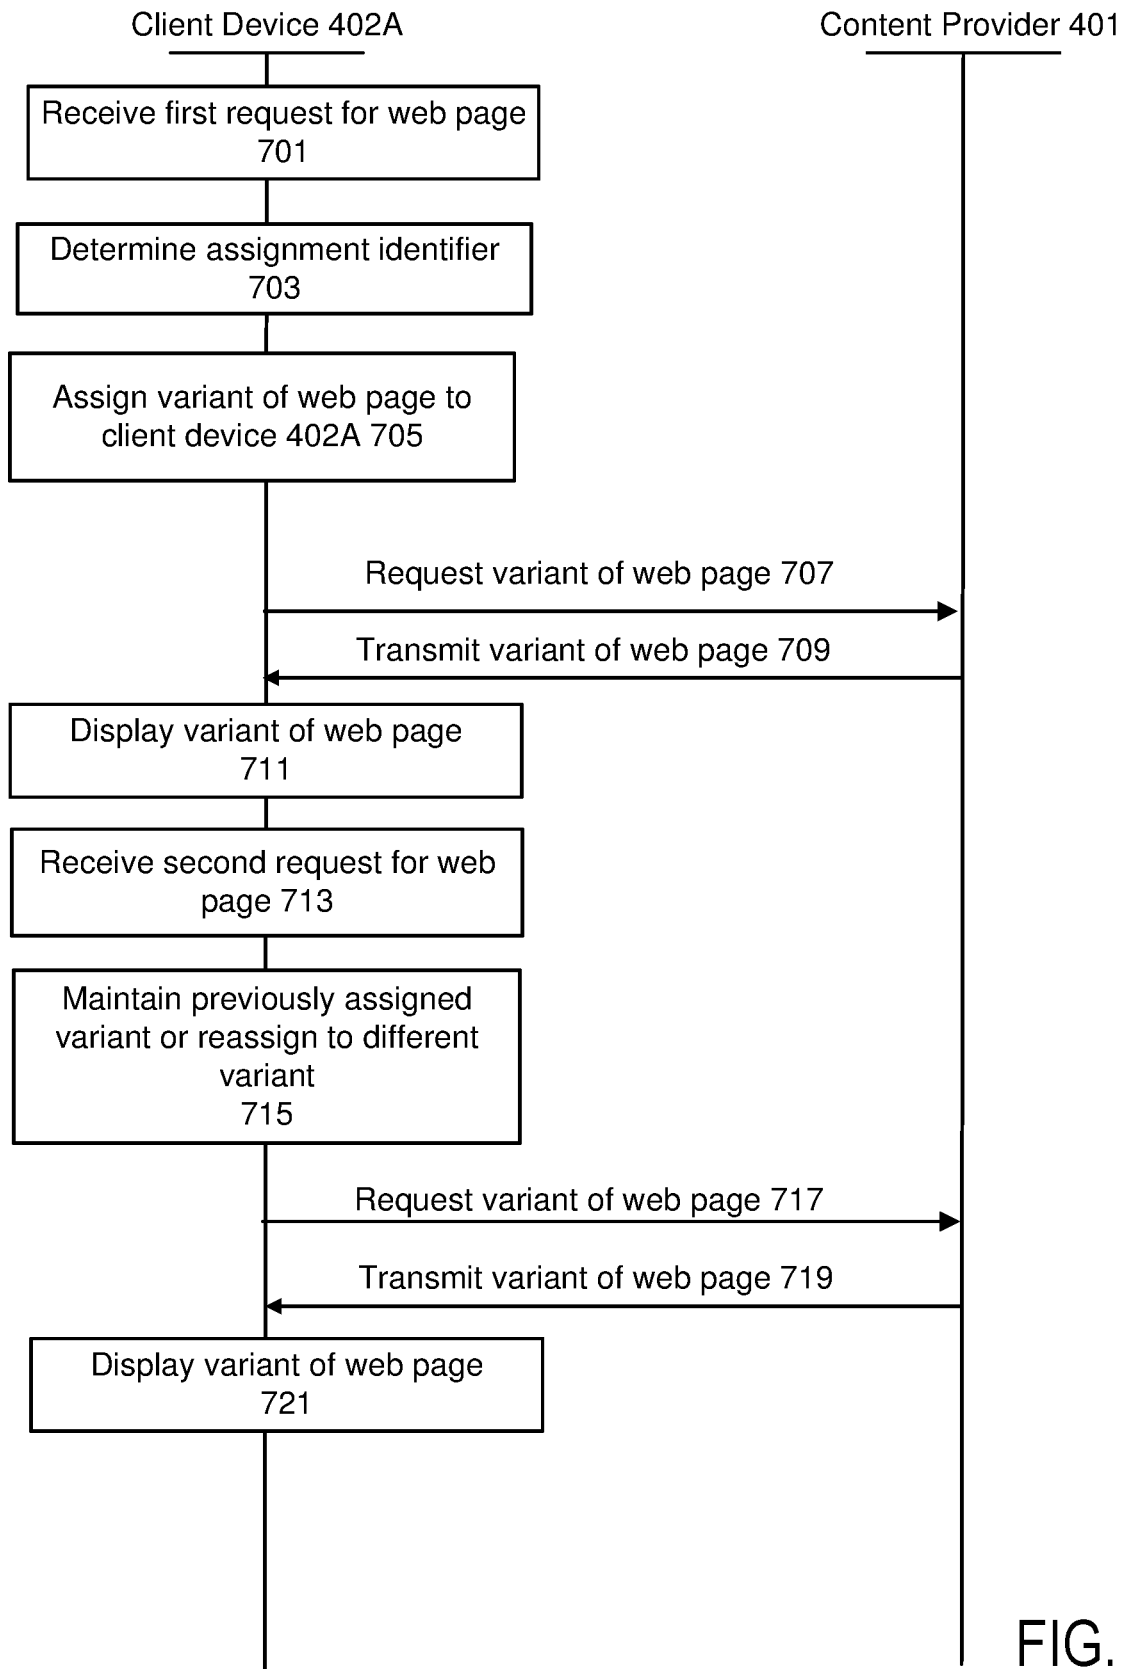 Client Device 402A
Content Provider 401
Receive first request for web page
701
Determine assignment identifier
703
Assign variant of web page to
client device 402A 705
Request variant of web page 707
Transmit variant of web page 709
Display variant of web page
711
Receive second request for web
page 713
Maintain previously assigned
variant or reassign to different
variant
715
Request variant of web page 717
Transmit variant of web page 719
Display variant of web page
721
FIG.